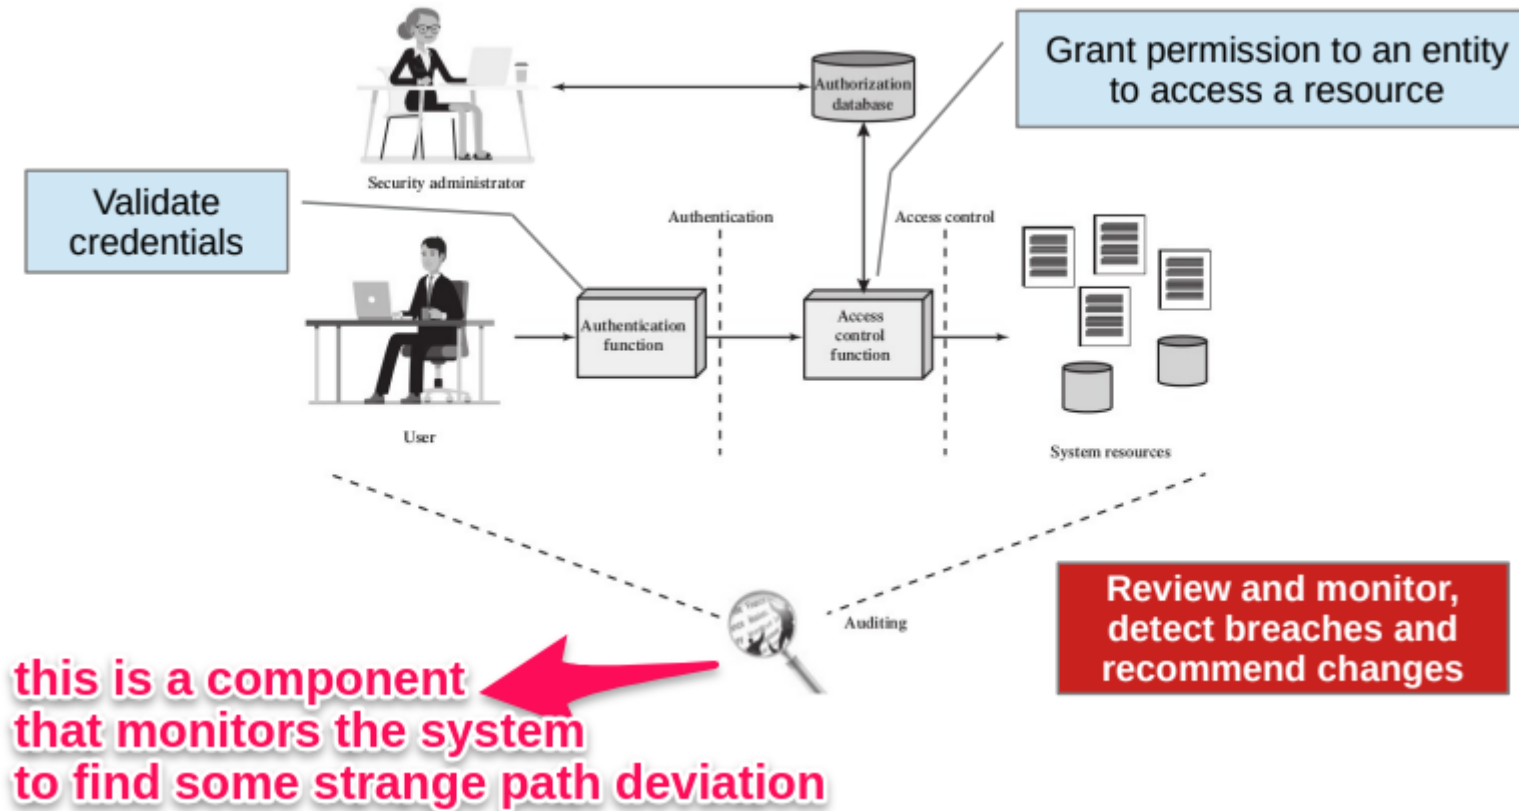 Grant permission to an entity
to access a resource
Authorization
database
Security administrator
Validate
credentials
Authentication
Access control
Authentication
function
Access
control
function
User
System resources
Auditing
Review and monitor,
detect breaches and
recommend changes
this is a component
that monitors the system
to find some strange path deviation